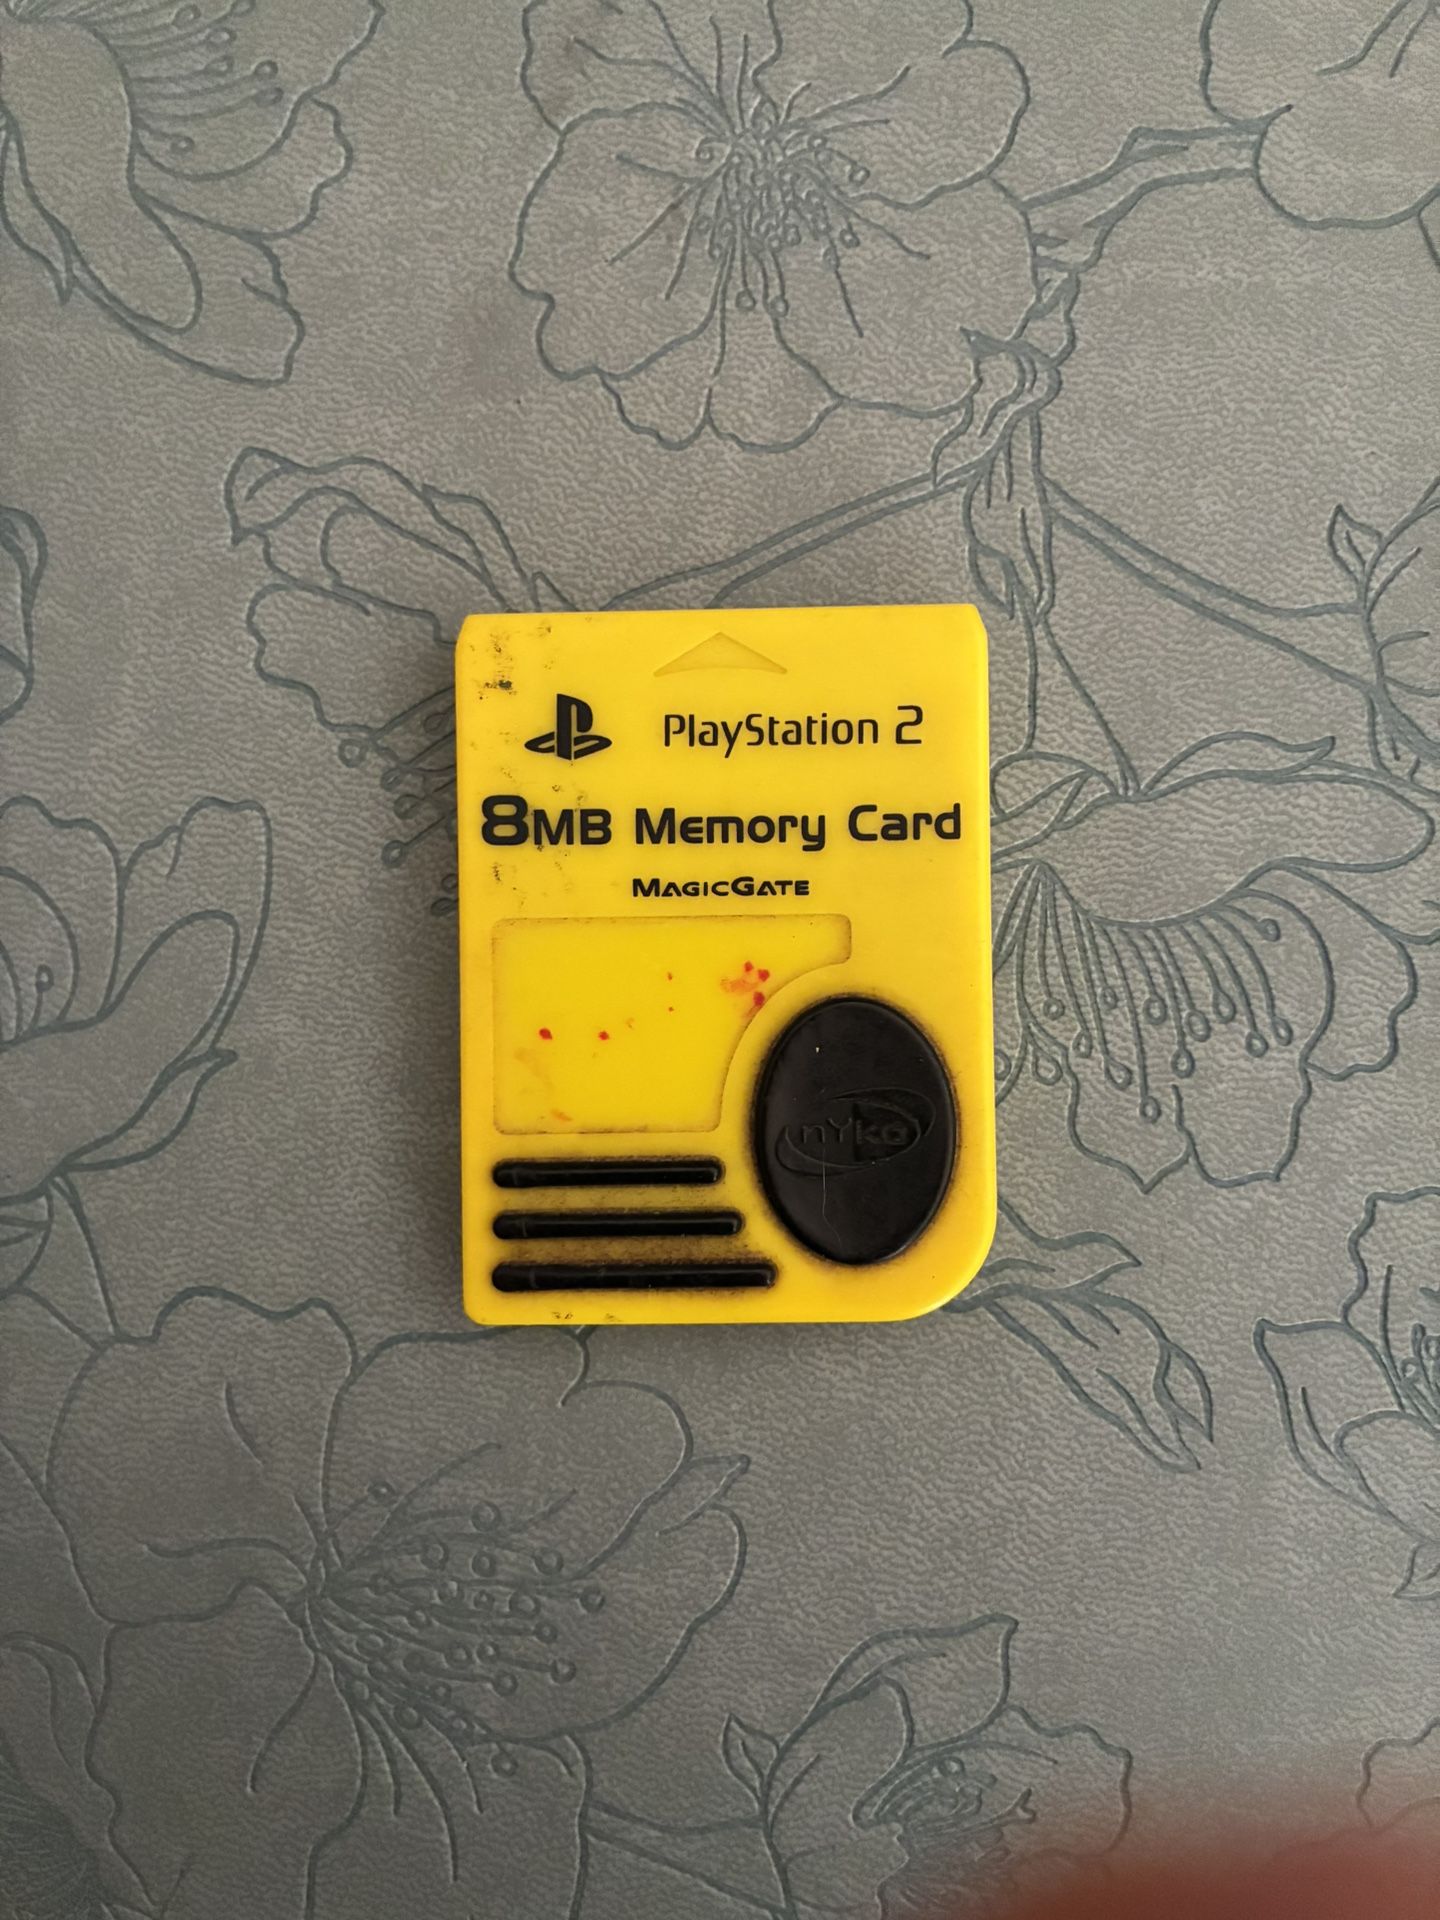 PlayStation 2
8MB Memory Card
MAGICGATE
nyko